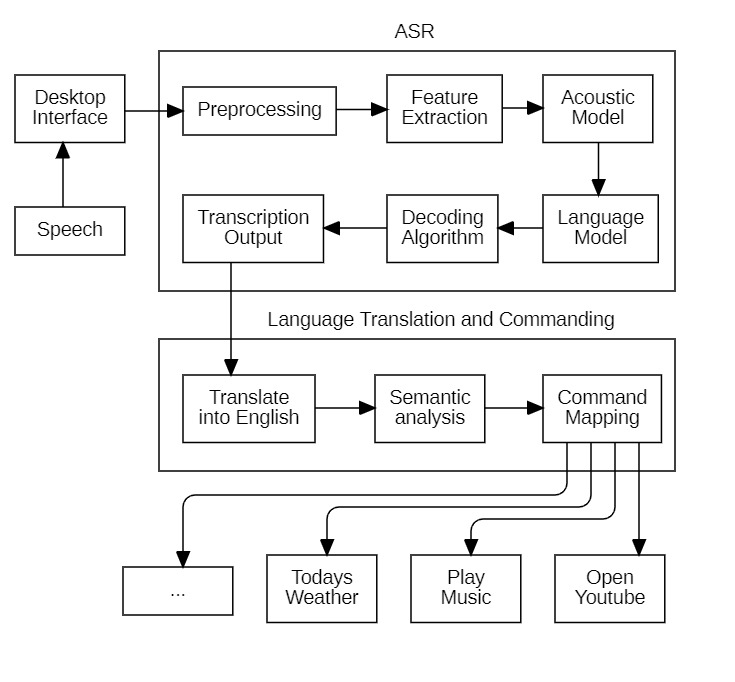 ASR
Desktop
Interface
Preprocessing
Feature
Extraction
Acoustic
Model
Speech
Transcription
Output
Decoding
Algorithm
Language
Model
Language Translation and Commanding
Translate
into English
Semantic
analysis
Command
Mapping
...
Todays
Weather
Play
Music
Open
Youtube